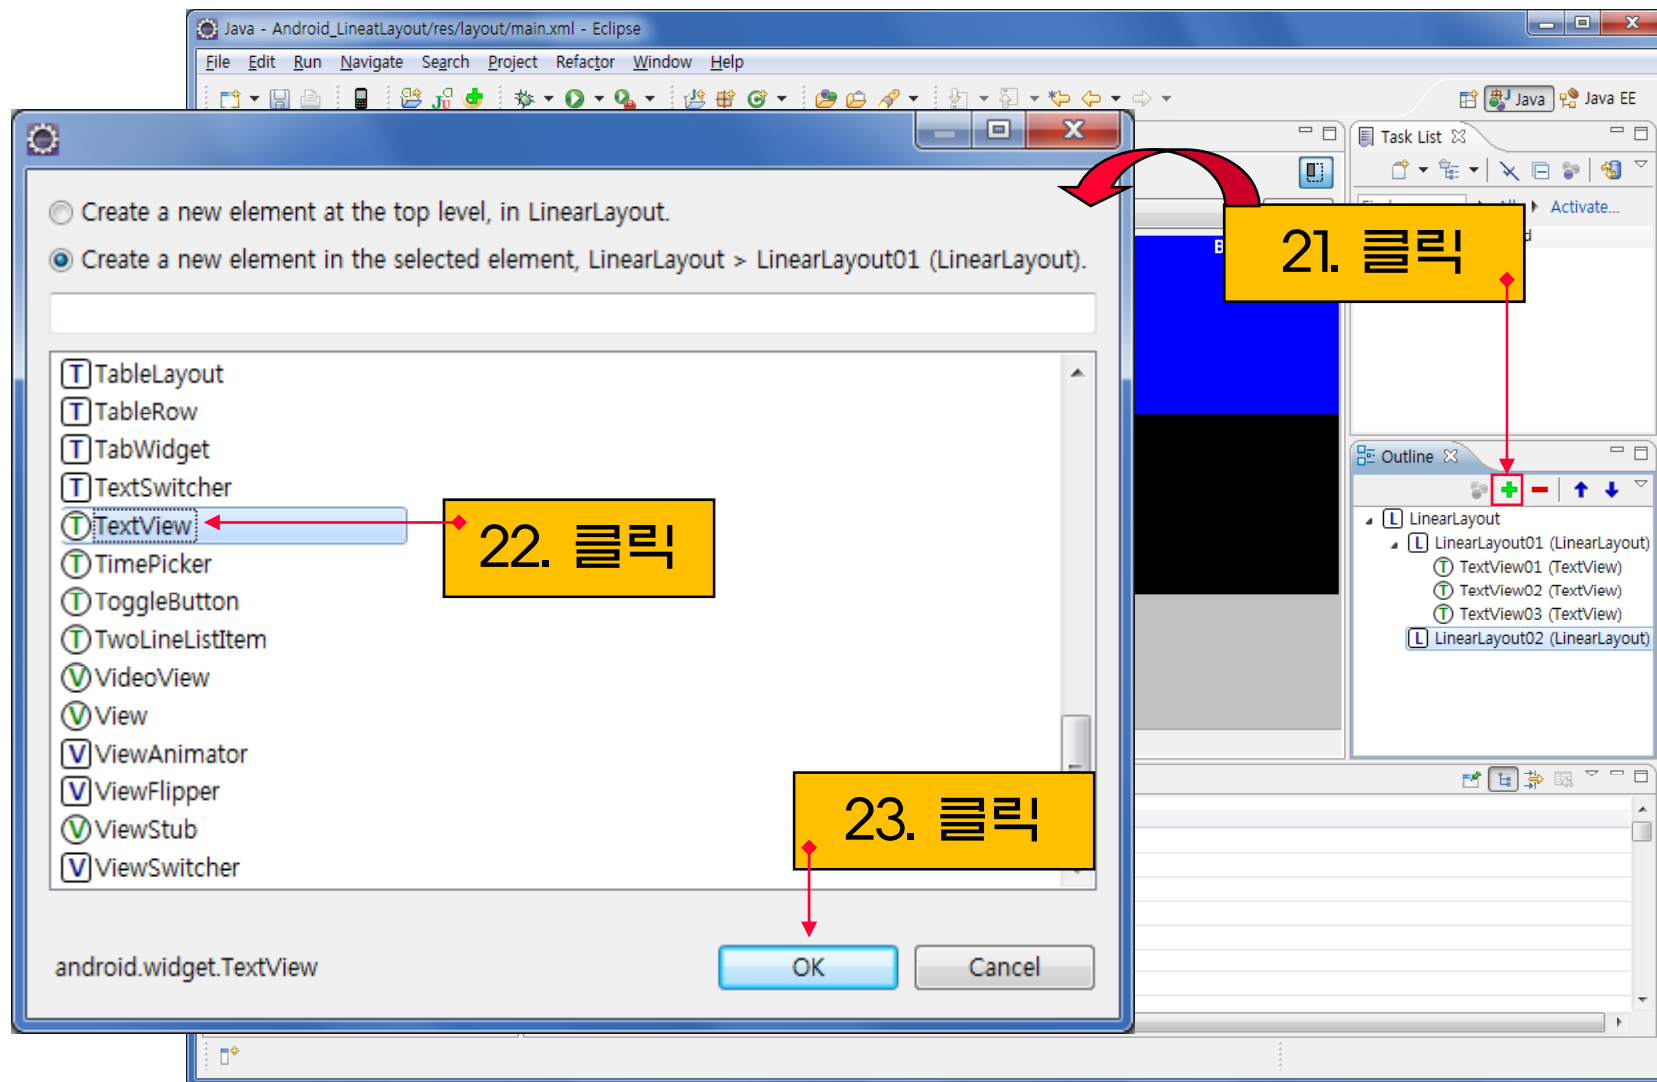 Java - Android_LineatLayout/res/layout/main.xml - Eclipse
File Edit Run Navigate Search Project Refactor Window Help
Java Java EE
Task List
Activate...
21. 클릭
Create a new element at the top level, in LinearLayout.
Create a new element in the selected element, LinearLayout > LinearLayout01 (LinearLayout).
TableLayout
TableRow
TabWidget
TextSwitcher
TextView
22. 클릭
TimePicker
ToggleButton
TwoLineListItem
VideoView
View
ViewAnimator
ViewFlipper
ViewStub
ViewSwitcher
23. 클릭
android.widget.TextView
OK
Cancel
Outline
LinearLayout
LinearLayout01 (LinearLayout)
TextView01 (TextView)
TextView02 (TextView)
TextView03 (TextView)
LinearLayout02 (LinearLayout)